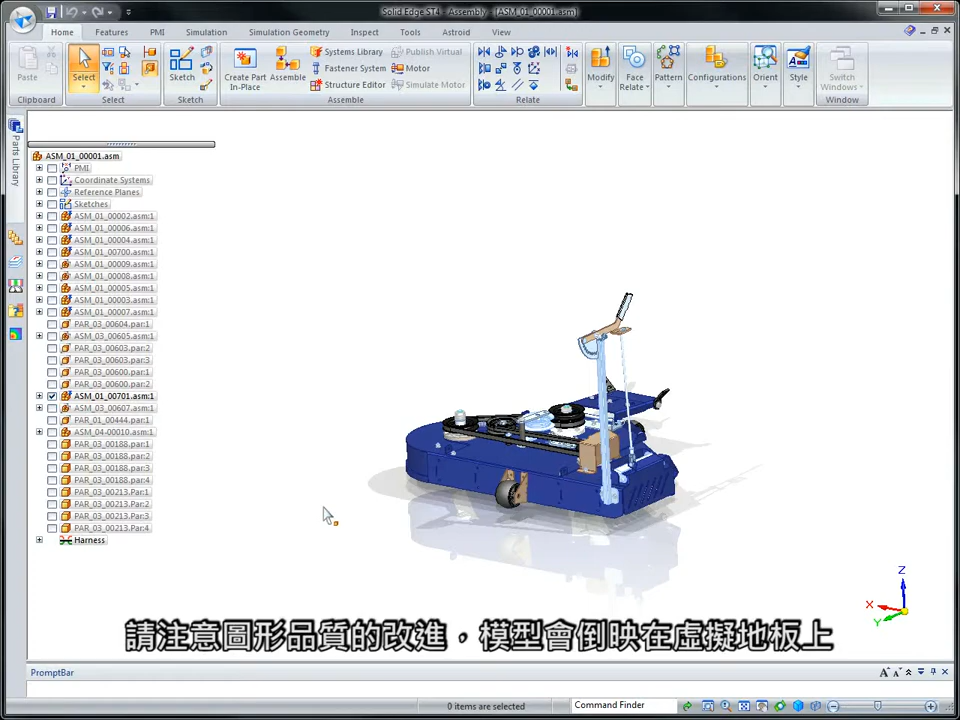 Solid Edge ST4 - Assembly - [ASM_01_00001.asm]
Home Features PMI Simulation Simulation Geometry Inspect Tools Astroid View
Paste
Clipboard
Select
Select
Sketch
Sketch
Create Part In-Place
Assemble
Systems Library
Fastener System
Structure Editor
Publish Virtual
Motor
Simulate Motor
Assemble
Relate
Modify
Face Relate
Pattern
Configurations
Orient
Style
Switch Windows
Window
Parts Library
ASM_01_00001.asm
PMI
Coordinate Systems
Reference Planes
Sketches
ASM_01_00002.asm:1
ASM_01_00006.asm:1
ASM_01_00004.asm:1
ASM_01_00700.asm:1
ASM_01_00009.asm:1
ASM_01_00008.asm:1
ASM_01_00005.asm:1
ASM_01_00003.asm:1
ASM_01_00007.asm:1
PAR_03_00604.par:1
ASM_03_00605.asm:1
PAR_03_00603.par:2
PAR_03_00603.par:3
PAR_03_00600.par:1
PAR_03_00600.par:2
ASM_01_00701.asm:1
ASM_03_00607.asm:1
PAR_01_00444.par:1
ASM_04-00010.asm:1
PAR_03_00188.par:1
PAR_03_00188.par:2
PAR_03_00188.par:3
PAR_03_00188.par:4
PAR_03_00213.Par:1
PAR_03_00213.Par:2
PAR_03_00213.Par:3
PAR_03_00213.Par:4
Harness
Z
X
Y
請注意圖形品質的改進，模型會倒映在虛擬地板上
PromptBar
0 items are selected
Command Finder